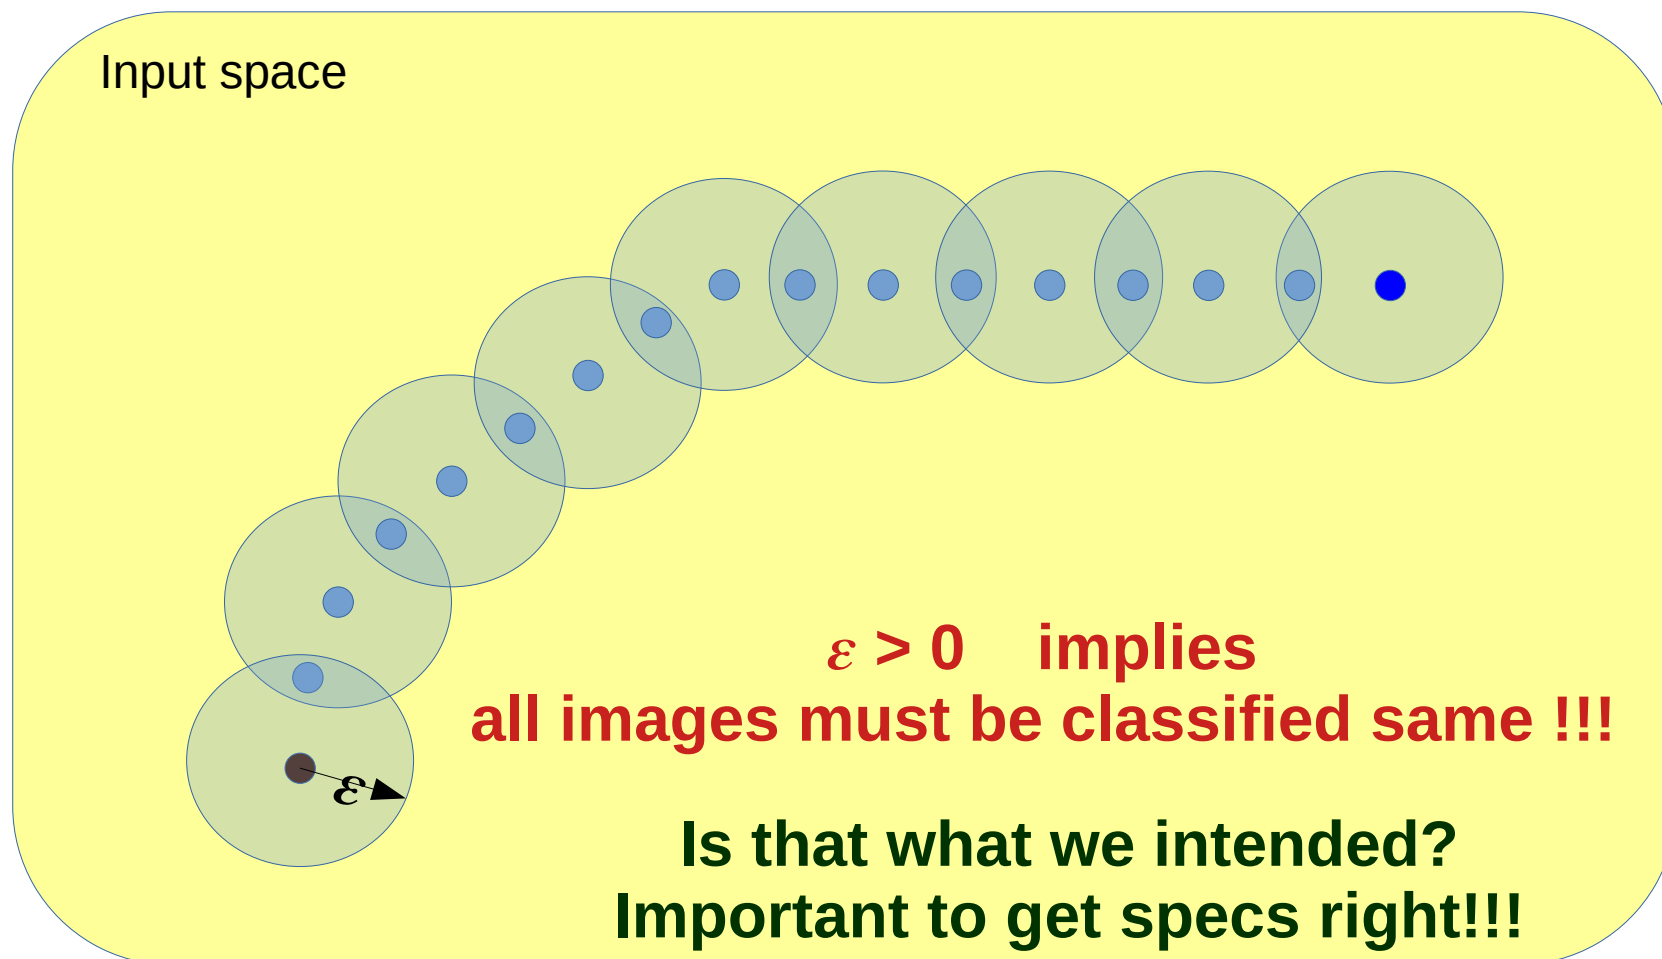 Input space
ε > 0 implies
all images must be classified same !!!
ε
Is that what we intended?
Important to get specs right!!!